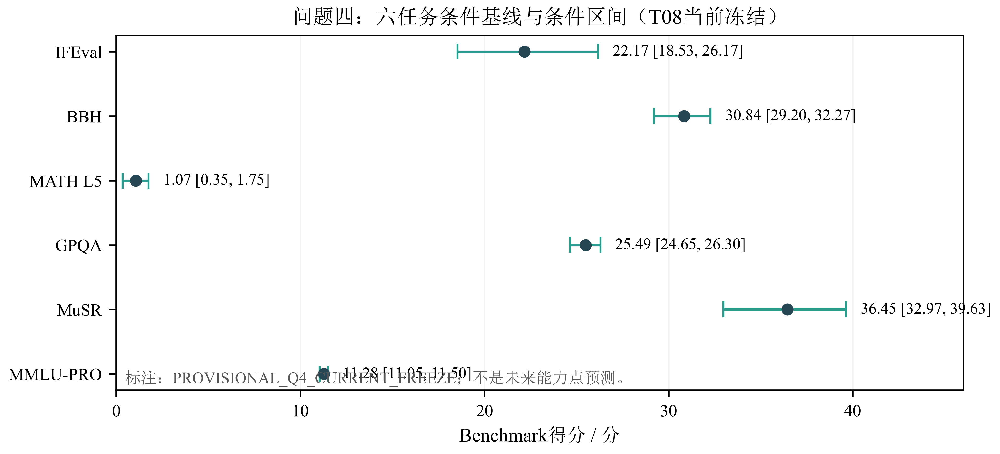 问题四：六任务条件基线与条件区间（T08当前冻结）
IFEval
22.17 [18.53, 26.17]
BBH
30.84 [29.20, 32.27]
MATH L5
1.07 [0.35, 1.75]
GPQA
25.49 [24.65, 26.30]
MuSR
36.45 [32.97, 39.63]
MMLU-PRO
11.28 [11.05, 11.50]
标注：PROVISIONAL_Q4_CURRENT_FREEZE；不是未来能力点预测。
0 10 20 30 40
Benchmark得分 / 分